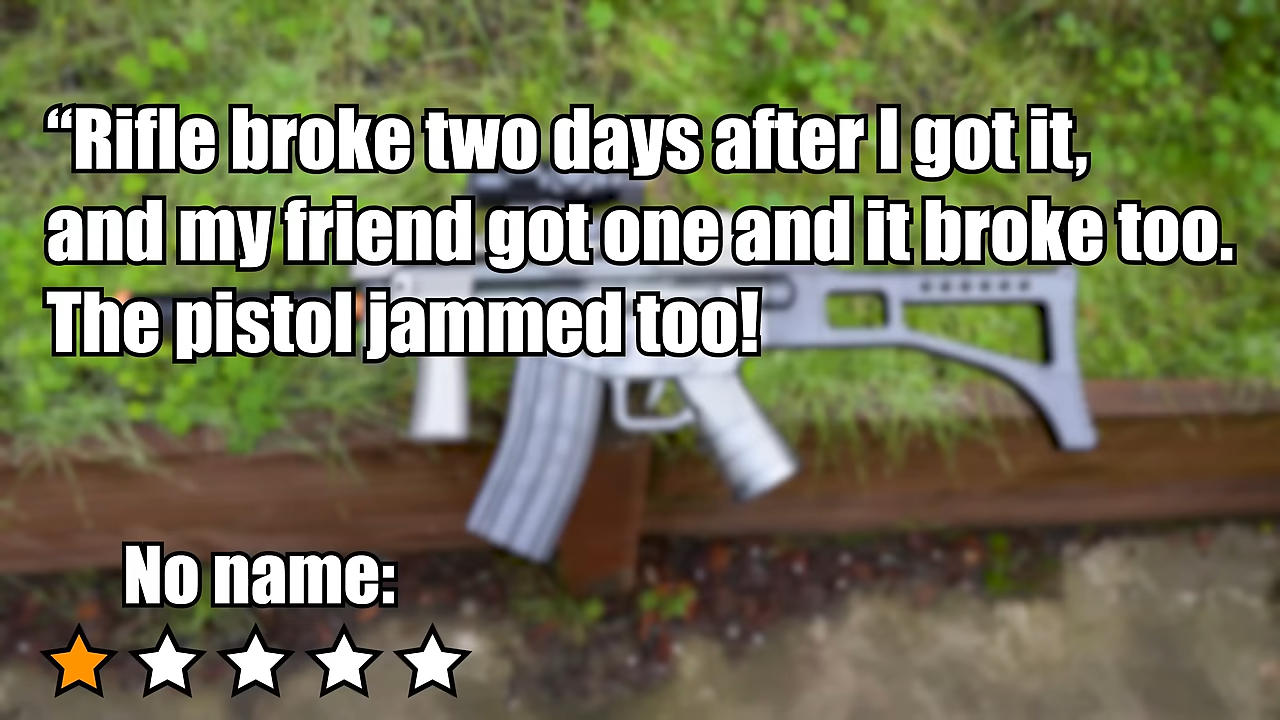 “Rifle broke two days after I got it,
and my friend got one and it broke too.
The pistol jammed too!
No name: